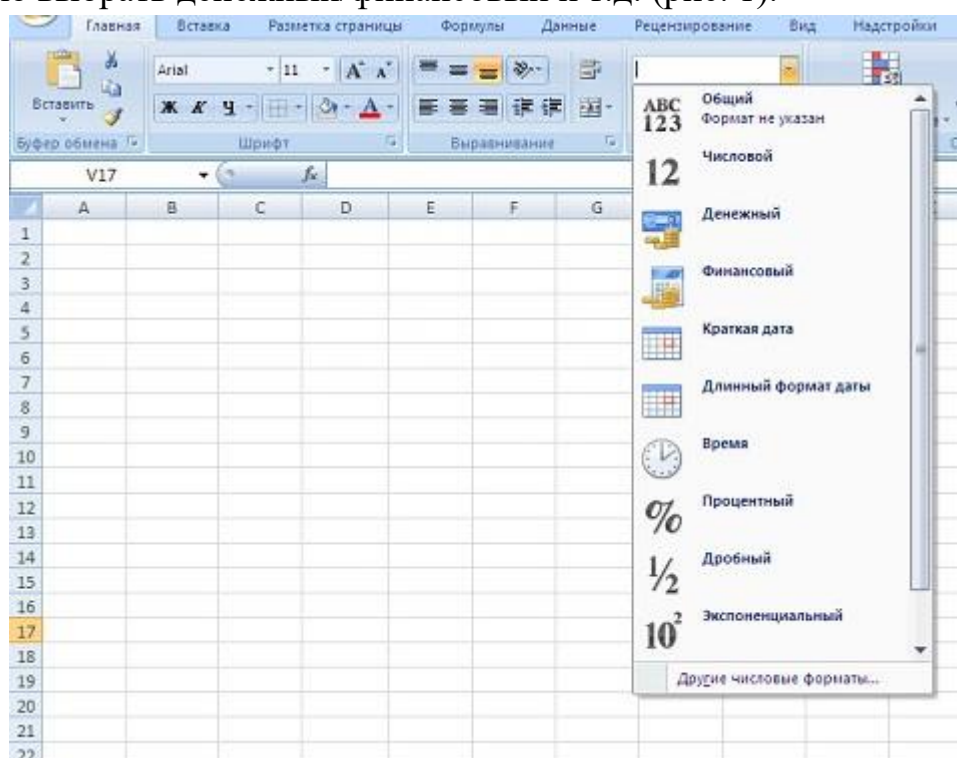 выбрать денежных финансовый и т.д. (рис. 1).
Главная Вставка Разметка страницы Формулы Данные Рецензирование Вид Надстройки
Arial 11 A A
Вставить Ж К Ч A
Буфер обмена Шрифт Выравнивание
V17 fx
A B C D E F G
1
2
3
4
5
6
7
8
9
10
11
12
13
14
15
16
17
18
19
20
21
22
ABC 123 Общий
Формат не указан
12 Числовой
Денежный
Финансовый
Краткая дата
Длинный формат даты
Время
% Процентный
1/2 Дробный
10² Экспоненциальный
Другие числовые форматы...